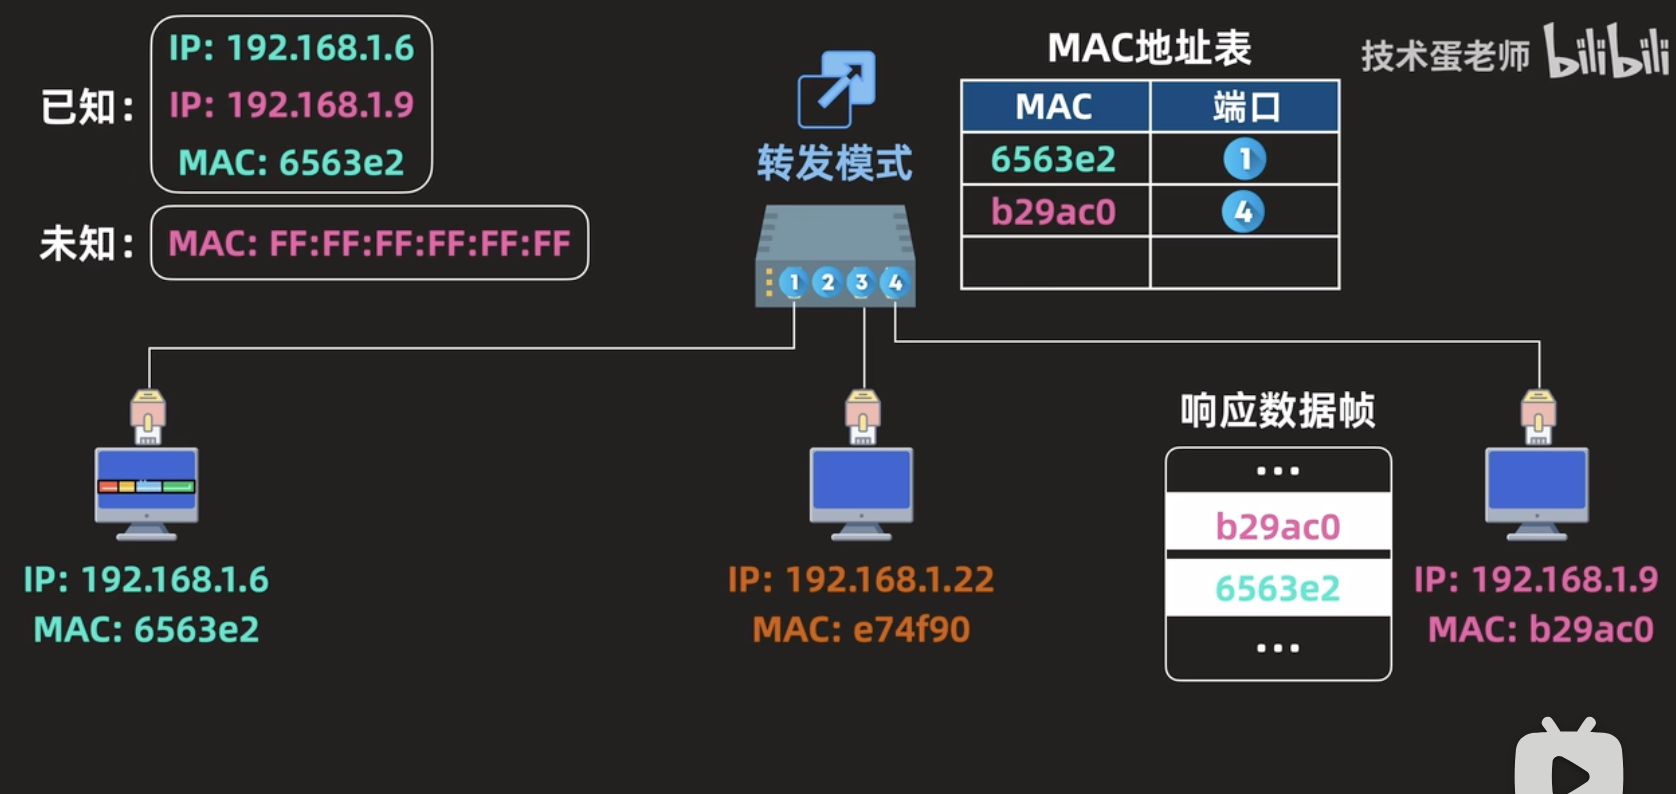 已知：
IP: 192.168.1.6
IP: 192.168.1.9
MAC: 6563e2
未知：
MAC: FF:FF:FF:FF:FF:FF
转发模式
1 2 3 4
MAC地址表
MAC 端口
6563e2 1
b29ac0 4
技术蛋老师 bilibili
IP: 192.168.1.6
MAC: 6563e2
IP: 192.168.1.22
MAC: e74f90
响应数据帧
...
b29ac0
6563e2
...
IP: 192.168.1.9
MAC: b29ac0